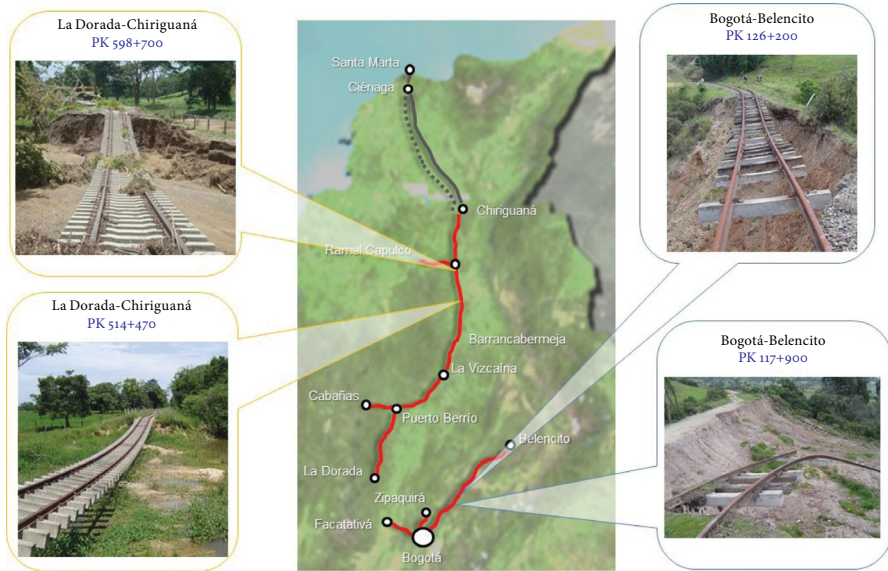 La Dorada-Chiriguaná
PK 598+700
La Dorada-Chiriguaná
PK 514+470
Santa Marta
Ciénaga
Chiriguaná
Ramal Capulco
Barrancabermeja
La Vizcaína
Cabañas
Puerto Berrío
Belencito
La Dorada
Zipaquirá
Facatativá
Bogotá
Bogotá-Belencito
PK 126+200
Bogotá-Belencito
PK 117+900